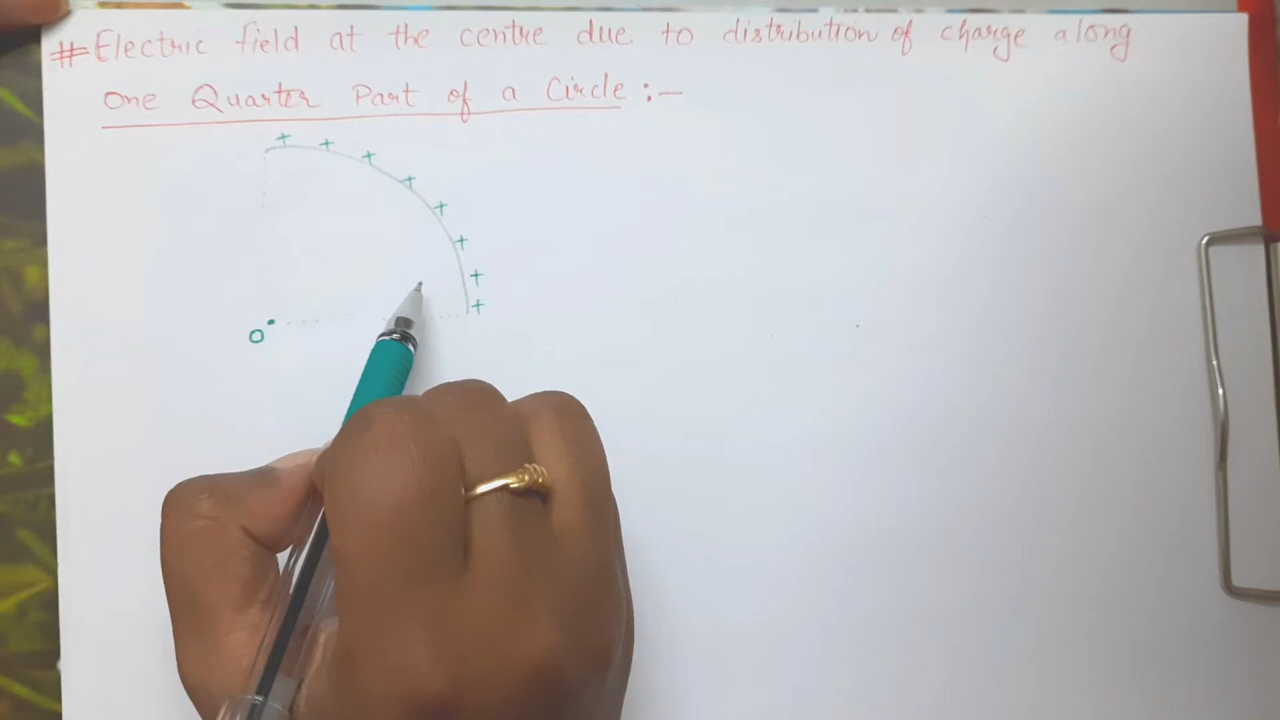 # Electric field at the centre due to distribution of charge along
One Quarter Part of a Circle :-
+ + + + + + + +
O